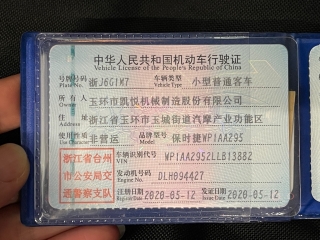 中华人民共和国机动车行驶证
Vehicle License of the People's Republic of China
号牌号码 浙J6G1M7 车辆类型 小型普通客车
Plate No. Vehicle Type
所有人 玉环市凯悦机械制造股份有限公司
Owner
住址 浙江省玉环市玉城街道汽摩产业功能区
Address
使用性质 非营运 品牌型号 保时捷WP1AA295
Use Character Model
浙江省台州市公安局交通警察支队
车辆识别代号 WP1AA2952LLB13882
VIN
发动机号码 DLH094427
Engine No.
注册日期 2020-05-12 发证日期 2020-05-12
Register Date Issue Date